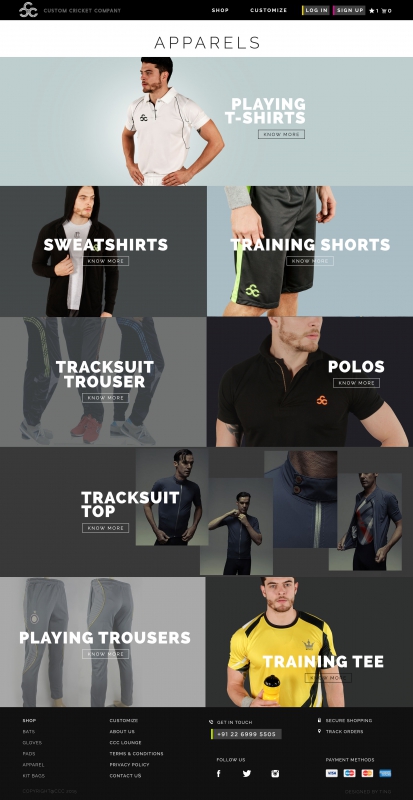 CUSTOM CRICKET COMPANY
SHOP
CUSTOMIZE
LOG IN
SIGN UP
1
0
APPARELS
PLAYING
T-SHIRTS
KNOW MORE
SWEATSHIRTS
KNOW MORE
TRAINING SHORTS
KNOW MORE
TRACKSUIT
TROUSER
KNOW MORE
POLOS
KNOW MORE
TRACKSUIT
TOP
KNOW MORE
PLAYING TROUSERS
KNOW MORE
TRAINING TEE
KNOW MORE
SHOP
BATS
GLOVES
PADS
APPAREL
KIT BAGS
CUSTOMIZE
ABOUT US
CCC LOUNGE
TERMS & CONDITIONS
PRIVACY POLICY
CONTACT US
GET IN TOUCH
+91 22 6999 5505
FOLLOW US
SECURE SHOPPING
TRACK ORDERS
PAYMENT METHODS
VISA